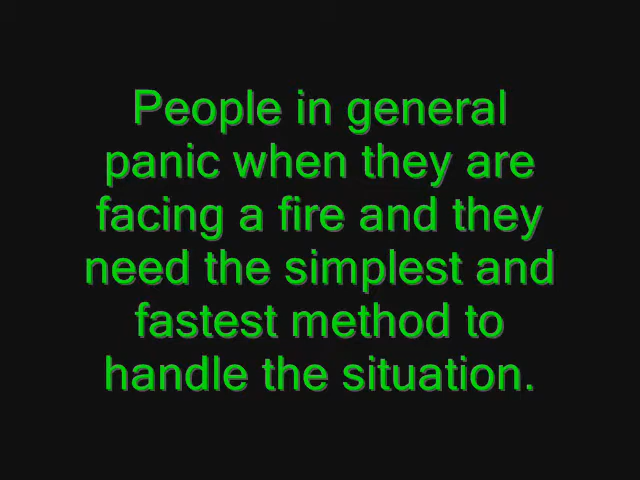 People in general
panic when they are
facing a fire and they
need the simplest and
fastest method to
handle the situation.